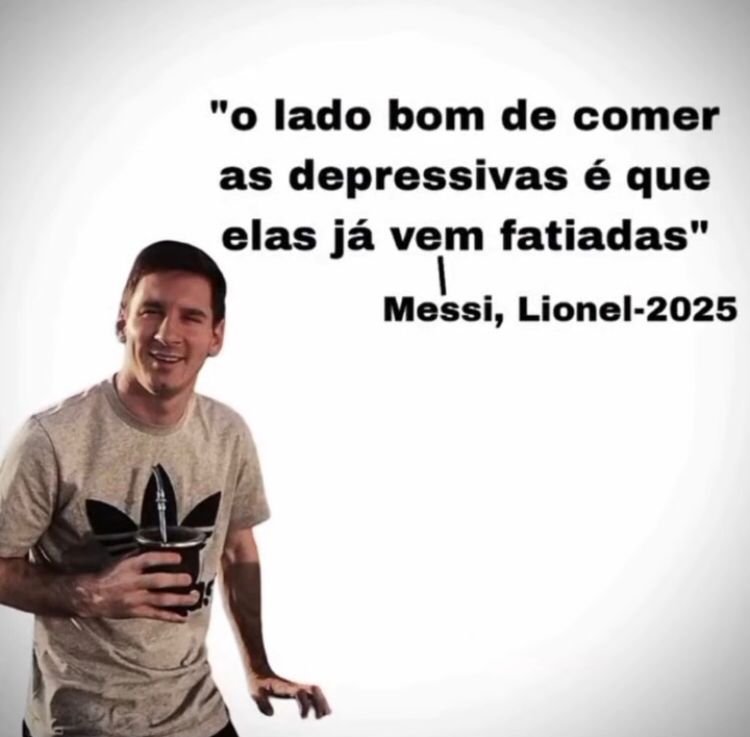 "o lado bom de comer
as depressivas é que
elas já vem fatiadas"
Messi, Lionel-2025